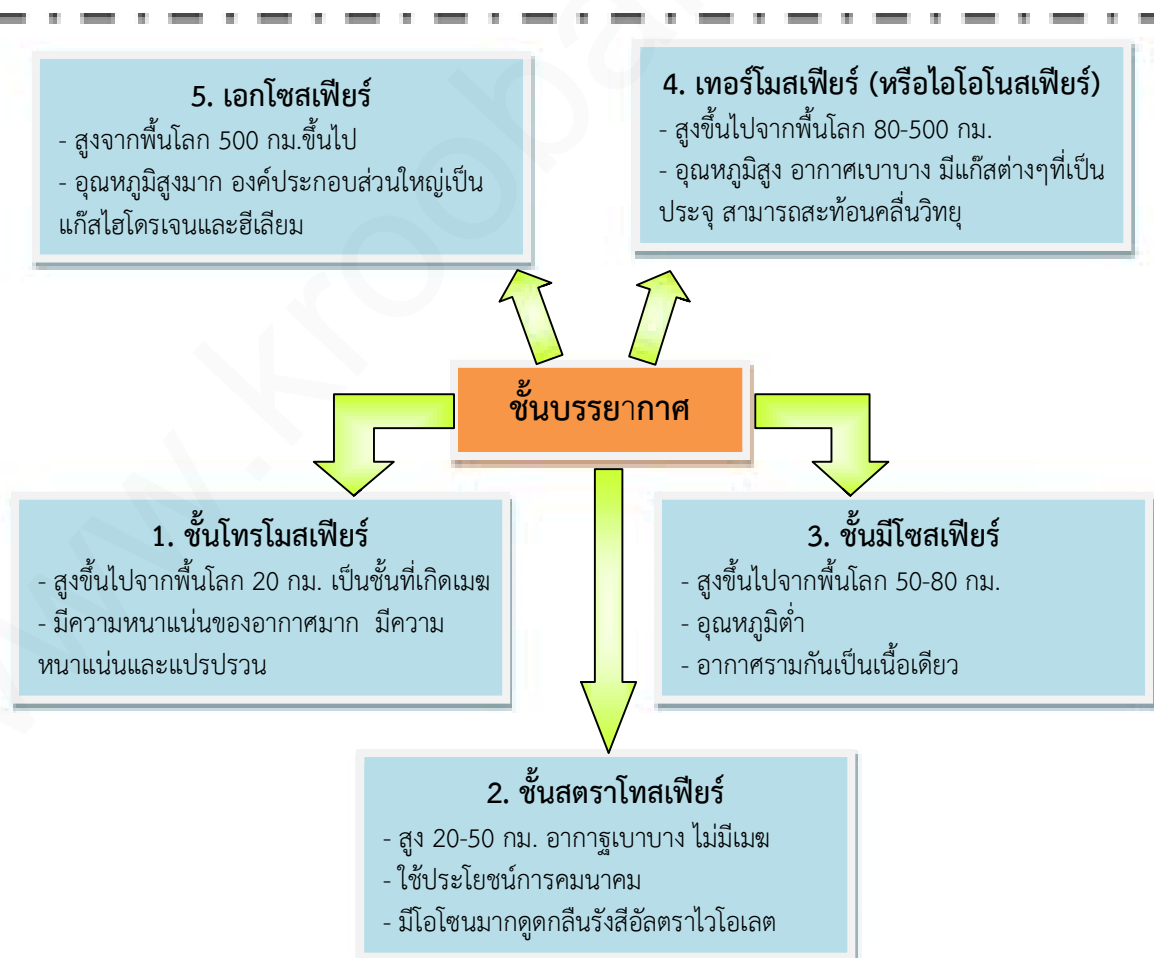 5. เอกโซสเฟียร์
- สูงจากพื้นโลก 500 กม.ขึ้นไป
- อุณหภูมิสูงมาก องค์ประกอบส่วนใหญ่เป็น
แก๊สไฮโดรเจนและฮีเลียม
4. เทอร์โมสเฟียร์ (หรือไอโอโนสเฟียร์)
- สูงขึ้นไปจากพื้นโลก 80-500 กม.
- อุณหภูมิสูง อากาศเบาบาง มีแก๊สต่างๆที่เป็น
ประจุ สามารถสะท้อนคลื่นวิทยุ
ชั้นบรรยากาศ
1. ชั้นโทรโมสเฟียร์
- สูงขึ้นไปจากพื้นโลก 20 กม. เป็นชั้นที่เกิดเมฆ
- มีความหนาแน่นของอากาศมาก มีความ
หนาแน่นและแปรปรวน
3. ชั้นมีโซสเฟียร์
- สูงขึ้นไปจากพื้นโลก 50-80 กม.
- อุณหภูมิต่ำ
- อากาศรามกันเป็นเนื้อเดียว
2. ชั้นสตราโทสเฟียร์
- สูง 20-50 กม. อากาฐเบาบาง ไม่มีเมฆ
- ใช้ประโยชน์การคมนาคม
- มีโอโซนมากดูดกลืนรังสีอัลตราไวโอเลต